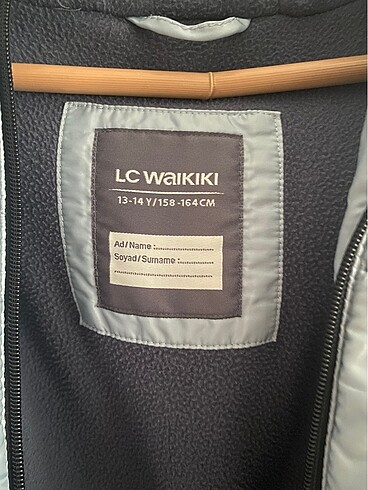 LC WAIKIKI
13-14 Y/158-164CM
Ad/Name :....................
Soyad/Surname :............
................................